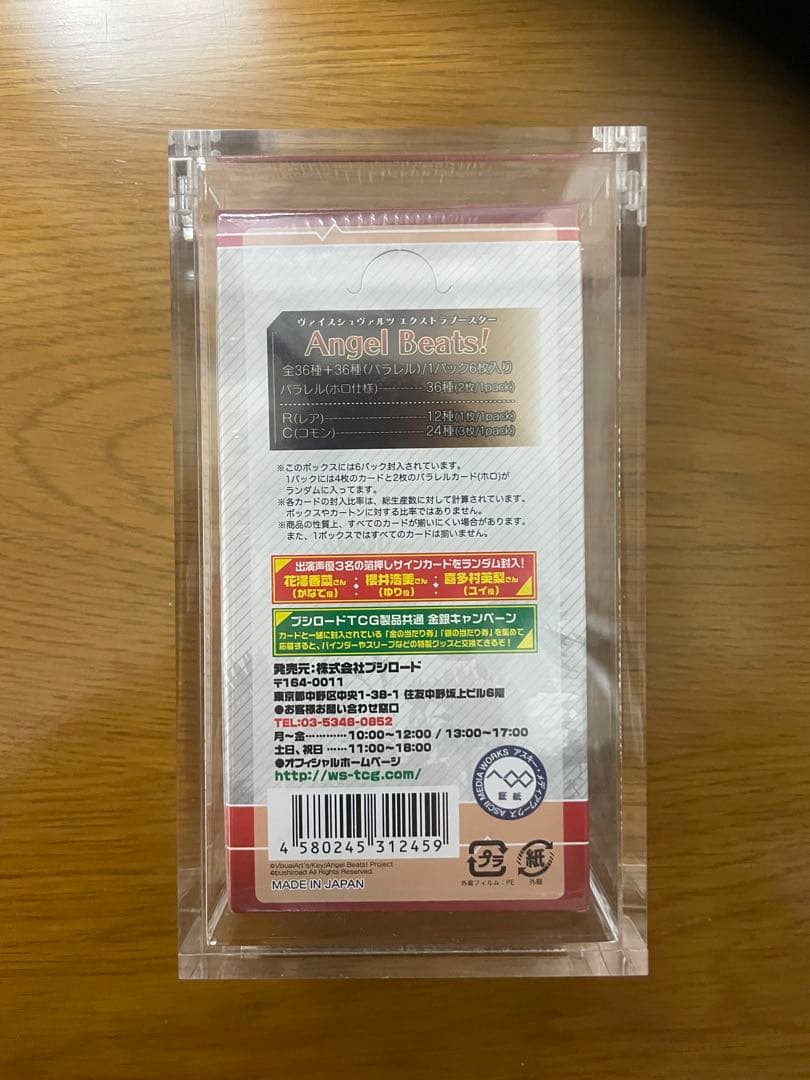 ヴァイスシュヴァルツ エクストラブースター
Angel Beats!
全36種+36種(パラレル)/1パック6枚入り
パラレル(ホロ仕様)————36種(2枚/1pack)
R(レア)————12種(1枚/1pack)
C(コモン)————24種(3枚/1pack)
※このボックスには6パック封入されています。
1パックには4枚のカードと2枚のパラレルカード(ホロ)が
ランダムに入ってます。
※各カードの封入比率は、総生産数に対して計算されています。
ボックスやカートンに対する比率ではありません。
※商品の性質上、すべてのカードが揃いにくい場合があります。
また、1ボックスではすべてのカードは揃いません。
出演声優3名の箔押しサインカードをランダム封入!
花澤香菜さん(かなで役)・櫻井浩美さん(ゆり役)・喜多村英梨さん(ユイ役)
ブシロードTCG製品共通 金銀キャンペーン
カードと一緒に封入されている「金の当たり券」「銀の当たり券」を集めて
応募すると、バインダーやスリーブなどの特製グッズと交換できるぞ!
発売元:株式会社ブシロード
〒164-0011
東京都中野区中央1-38-1 住友中野坂上ビル6階
●お客様お問い合わせ窓口
TEL:03-5348-0852
月~金…………10:00~12:00 / 13:00~17:00
土日、祝日……11:00~18:00
●オフィシャルホームページ
http://ws-tcg.com/
アスキー・メディアワークス ASCII MEDIA WORKS
証紙
4 580245 312459
©VisualArt's/Key/Angel Beats! Project
©bushiroad All Rights Reserved.
MADE IN JAPAN
プラ
外装フィルム:PE
紙
外箱